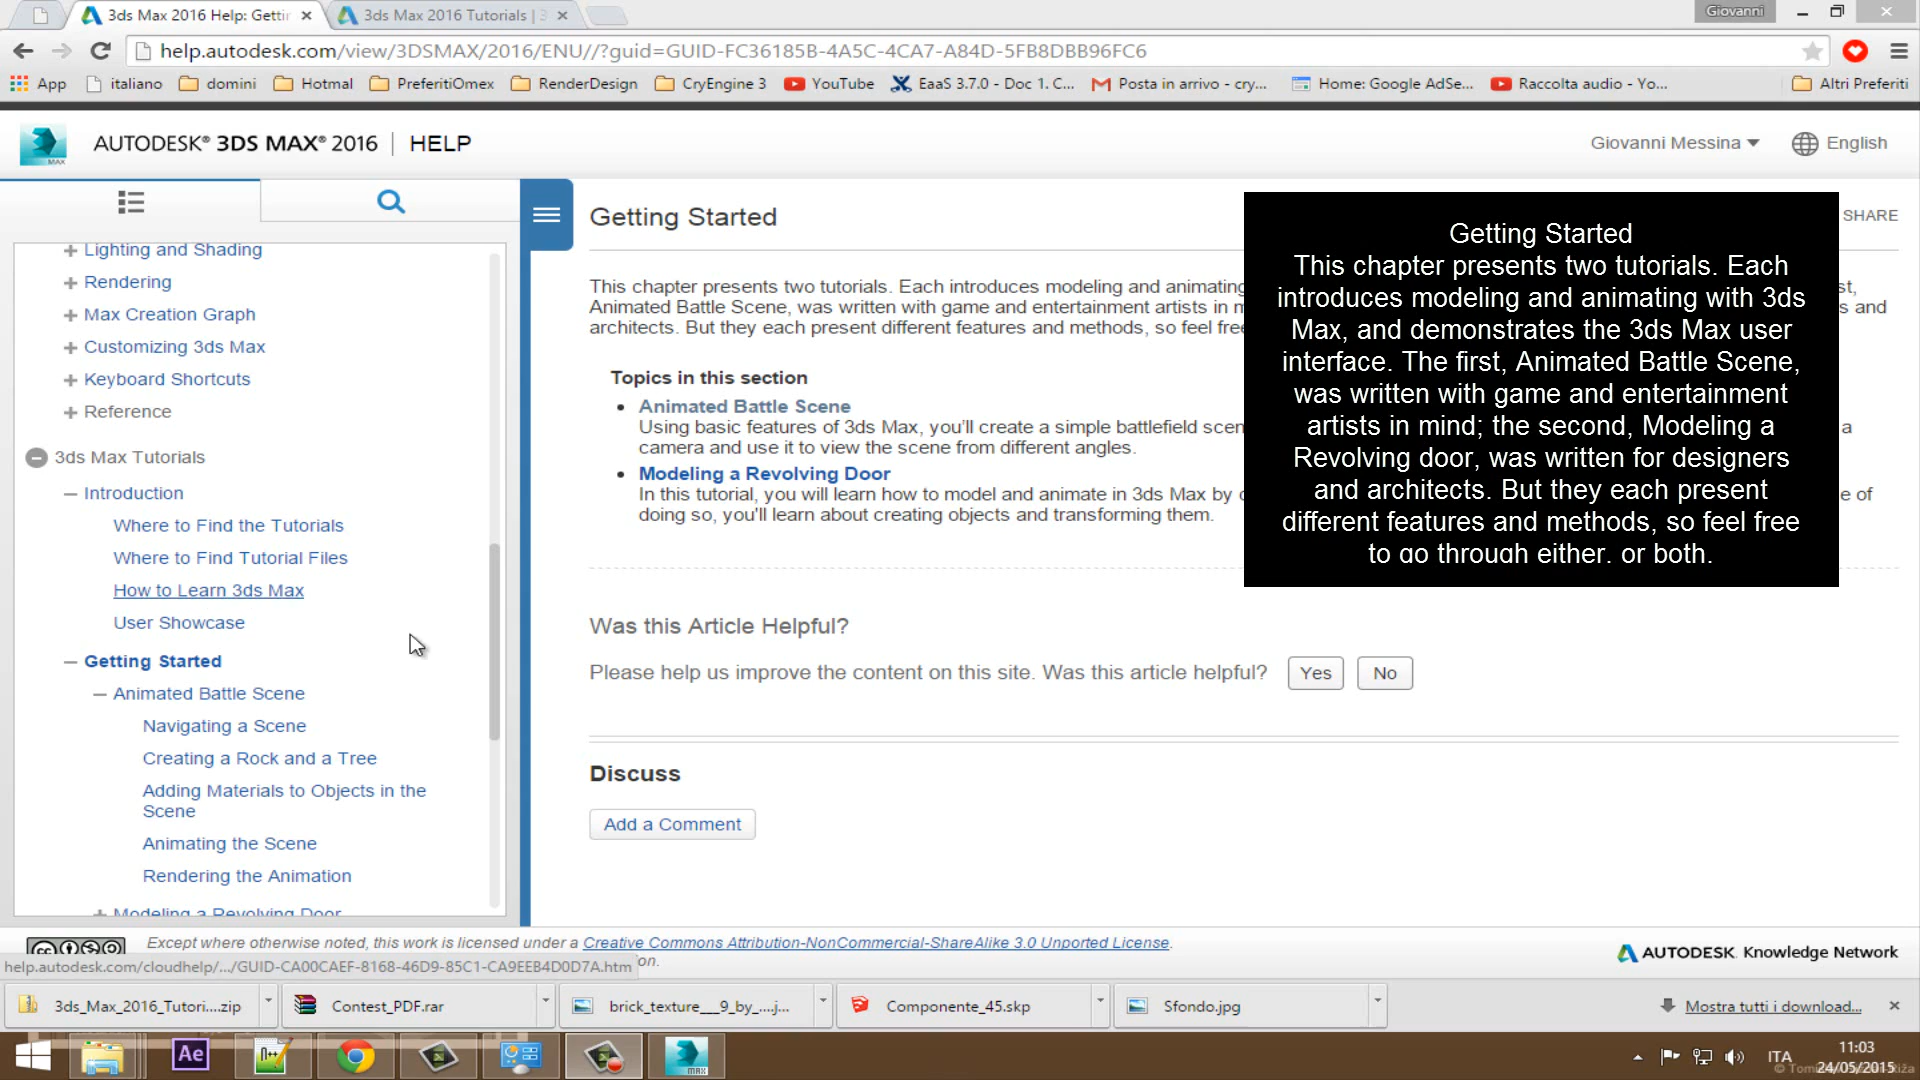 3ds Max 2016 Help: Gettin
3ds Max 2016 Tutorials |
Giovanni
help.autodesk.com/view/3DSMAX/2016/ENU//?guid=GUID-FC36185B-4A5C-4CA7-A84D-5FB8DBB96FC6
App italiano domini Hotmal PreferitiOmex RenderDesign CryEngine 3 YouTube EaaS 3.7.0 - Doc 1. C... Posta in arrivo - cry... Home: Google AdSe... Raccolta audio - Yo... Altri Preferiti
AUTODESK® 3DS MAX® 2016 | HELP
Giovanni Messina
English
Lighting and Shading
Rendering
Max Creation Graph
Customizing 3ds Max
Keyboard Shortcuts
Reference
3ds Max Tutorials
Introduction
Where to Find the Tutorials
Where to Find Tutorial Files
How to Learn 3ds Max
User Showcase
Getting Started
Animated Battle Scene
Navigating a Scene
Creating a Rock and a Tree
Adding Materials to Objects in the
Scene
Animating the Scene
Rendering the Animation
Modeling a Revolving Door
Getting Started
SHARE
This chapter presents two tutorials. Each introduces modeling and animating
st,
Animated Battle Scene, was written with game and entertainment artists in
s and
architects. But they each present different features and methods, so feel free
Topics in this section
Animated Battle Scene
Using basic features of 3ds Max, you’ll create a simple battlefield scen
a
camera and use it to view the scene from different angles.
Modeling a Revolving Door
In this tutorial, you will learn how to model and animate in 3ds Max by
e of
doing so, you'll learn about creating objects and transforming them.
Getting Started
This chapter presents two tutorials. Each
introduces modeling and animating with 3ds
Max, and demonstrates the 3ds Max user
interface. The first, Animated Battle Scene,
was written with game and entertainment
artists in mind; the second, Modeling a
Revolving door, was written for designers
and architects. But they each present
different features and methods, so feel free
to go through either, or both.
Was this Article Helpful?
Please help us improve the content on this site. Was this article helpful? Yes No
Discuss
Add a Comment
Except where otherwise noted, this work is licensed under a Creative Commons Attribution-NonCommercial-ShareAlike 3.0 Unported License.
on.
AUTODESK. Knowledge Network
help.autodesk.com/cloudhelp/.../GUID-CA00CAEF-8168-46D9-85C1-CA9EEB4D0D7A.htm
3ds_Max_2016_Tutori....zip
Contest_PDF.rar
brick_texture___9_by_....j...
Componente_45.skp
Sfondo.jpg
Mostra tutti i download...
Ae
n++
MAX
ITA
11:03
24/05/2015